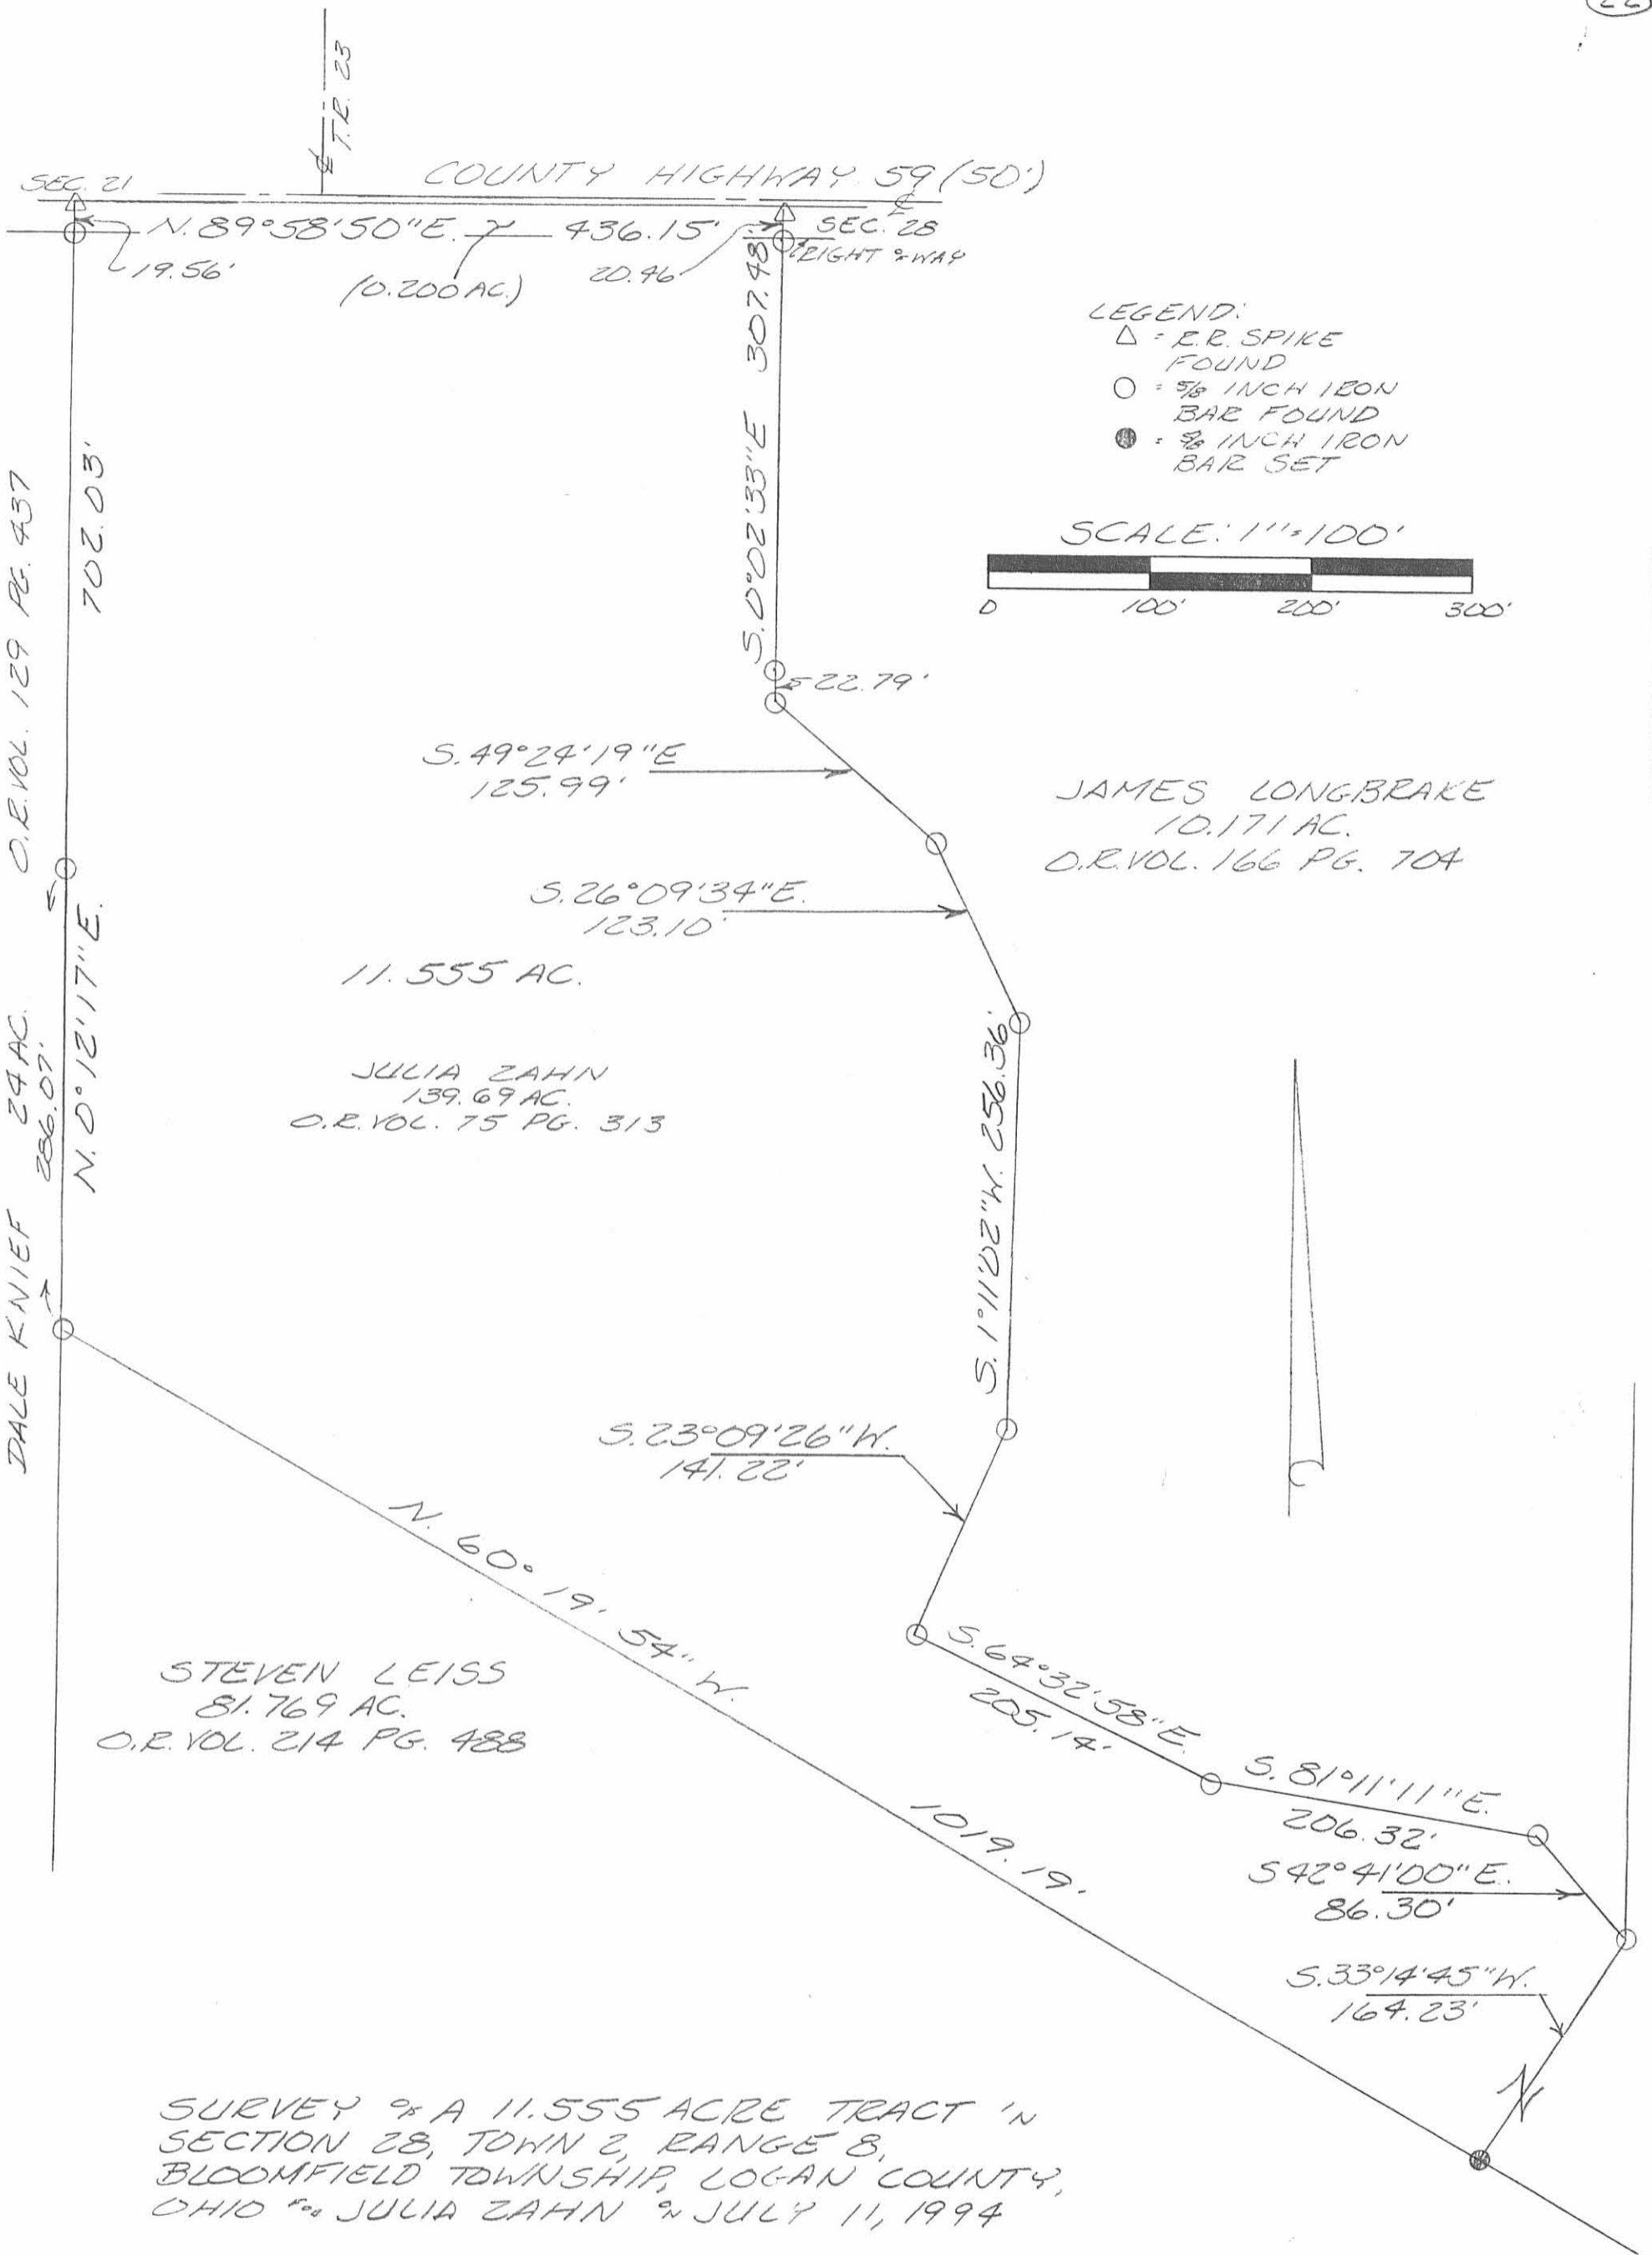 22
℄ T.R. 23
SEC. 21
COUNTY HIGHWAY 59 (50')
℄
N. 89°58'50"E. 436.15'
SEC. 28
RIGHT of WAY
19.56'
(0.200 AC.)
20.46
LEGEND:
△ = R.R. SPIKE
FOUND
○ = 5/8 INCH IRON
BAR FOUND
● = 5/8 INCH IRON
BAR SET
SCALE: 1"=100'
0 100' 200' 300'
702.03'
S. 0°02'33"E 307.48'
22.79'
O.R. VOL. 129 PG. 437
S. 49°24'19"E
125.99'
JAMES LONGBRAKE
10.171 AC.
O.R. VOL. 166 PG. 704
S. 26°09'34"E.
123.10'
11.555 AC.
JULIA ZAHN
139.69 AC.
O.R. VOL. 75 PG. 313
DALE KNIEF 24 AC.
286.07'
N. 0°12'17"E.
S. 1°11'02"W. 256.36'
S. 23°09'26"W.
141.22'
N. 60° 19' 54" W.
1019.19'
STEVEN LEISS
81.769 AC.
O.R. VOL. 214 PG. 488
S. 64°32'58"E.
205.14'
S. 81°11'11"E.
206.32'
S 42°41'00"E.
86.30'
S. 33°14'45"W.
164.23'
SURVEY of A 11.555 ACRE TRACT in
SECTION 28, TOWN 2, RANGE 8,
BLOOMFIELD TOWNSHIP, LOGAN COUNTY,
OHIO for JULIA ZAHN on JULY 11, 1994